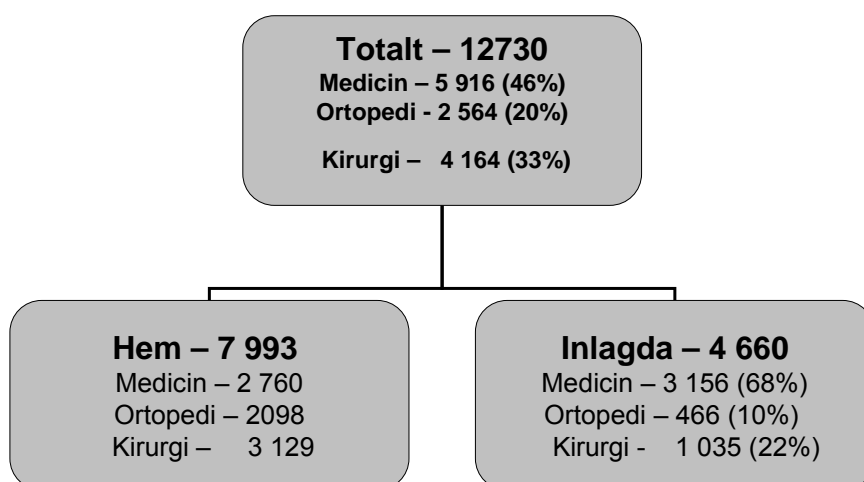 Totalt – 12730
Medicin – 5 916 (46%)
Ortopedi - 2 564 (20%)
Kirurgi – 4 164 (33%)
Hem – 7 993
Medicin – 2 760
Ortopedi – 2098
Kirurgi – 3 129
Inlagda – 4 660
Medicin – 3 156 (68%)
Ortopedi – 466 (10%)
Kirurgi - 1 035 (22%)